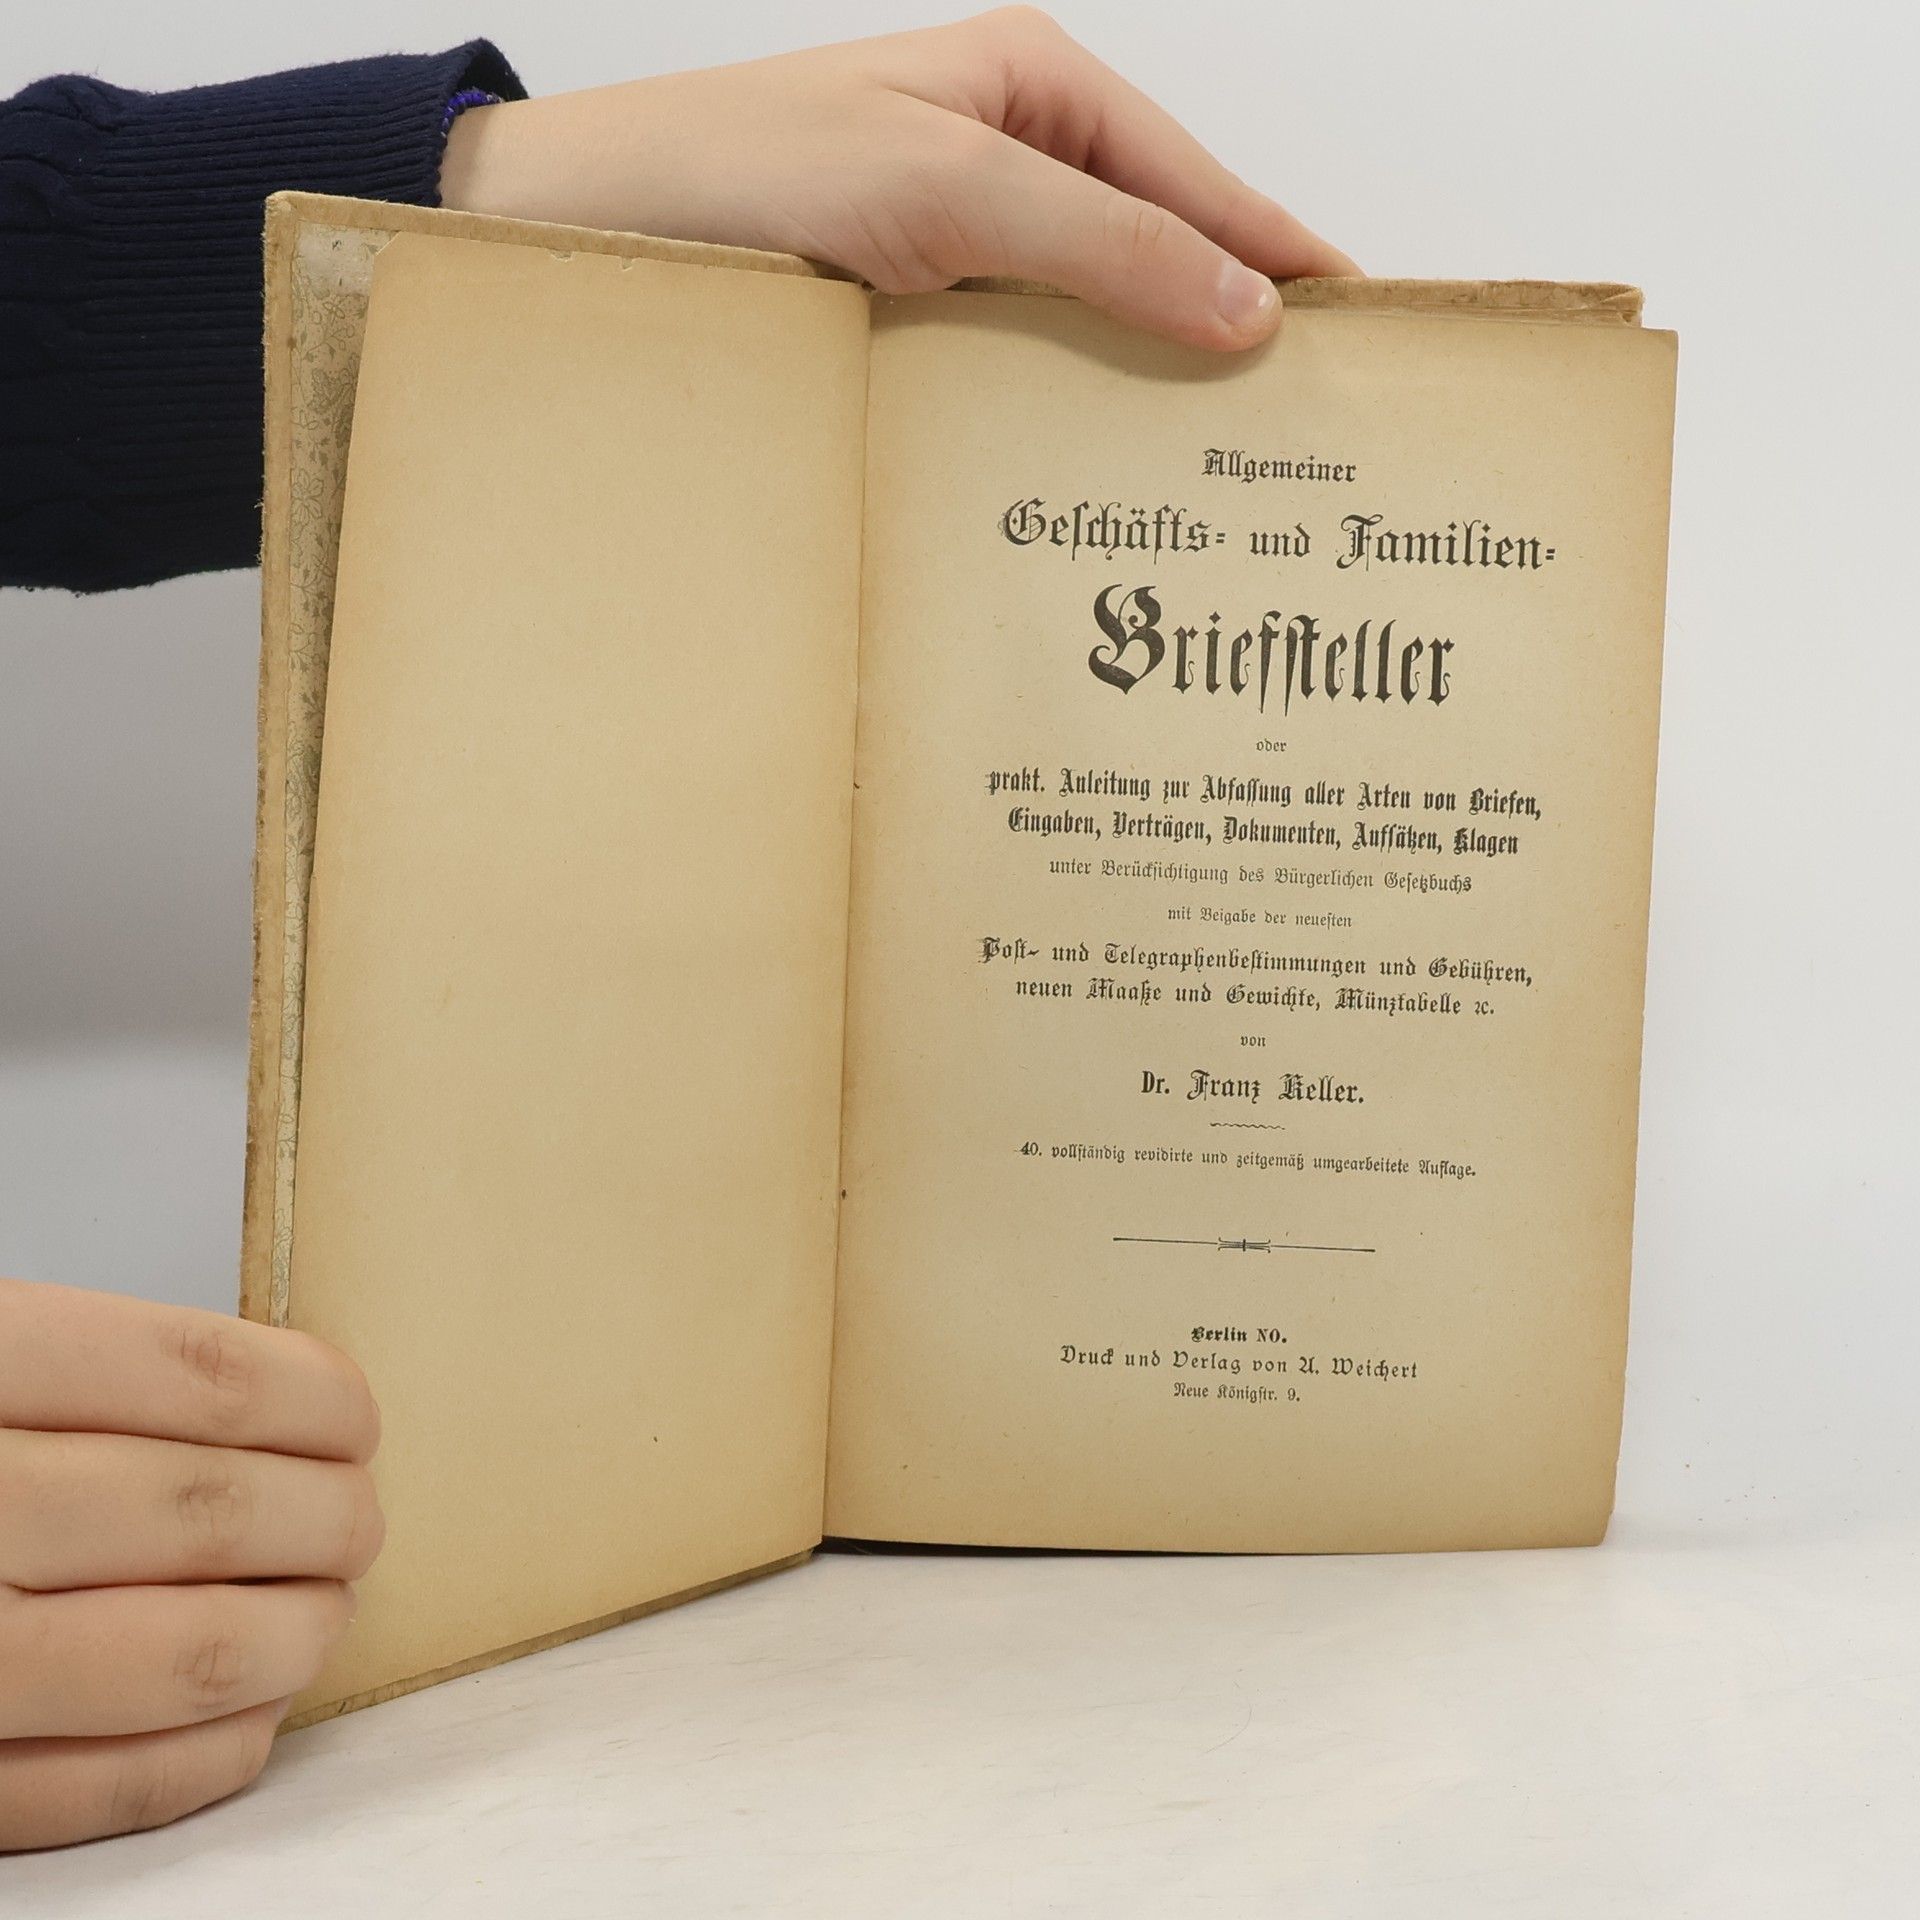 Allgemeiner
Geschäfts- und Familien-
Briefsteller
oder
prakt. Anleitung zur Abfassung aller Arten von Briefen,
Eingaben, Verträgen, Dokumenten, Aufsätzen, Klagen
unter Berücksichtigung des Bürgerlichen Gesetzbuchs
mit Beigabe der neuesten
Post- und Telegraphenbestimmungen und Gebühren,
neuen Maaße und Gewichte, Münztabelle ꝛc.
von
Dr. Franz Keller.
40. vollständig revidirte und zeitgemäß umgearbeitete Auflage.
Berlin NO.
Druck und Verlag von A. Weichert
Neue Königstr. 9.